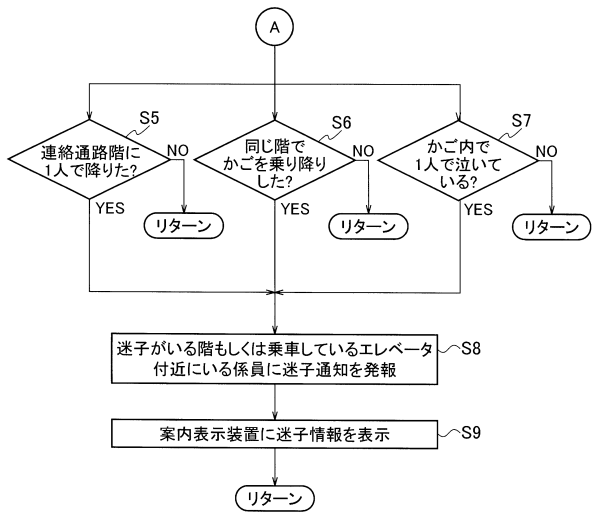 A
S5
連絡通路階に
1人で降りた?
NO
YES
リターン
S6
同じ階で
かごを乗り降り
した?
NO
YES
リターン
S7
かご内で
1人で泣いて
いる?
NO
YES
リターン
迷子がいる階もしくは乗車しているエレベータ
付近にいる係員に迷子通知を発報
S8
案内表示装置に迷子情報を表示
S9
リターン